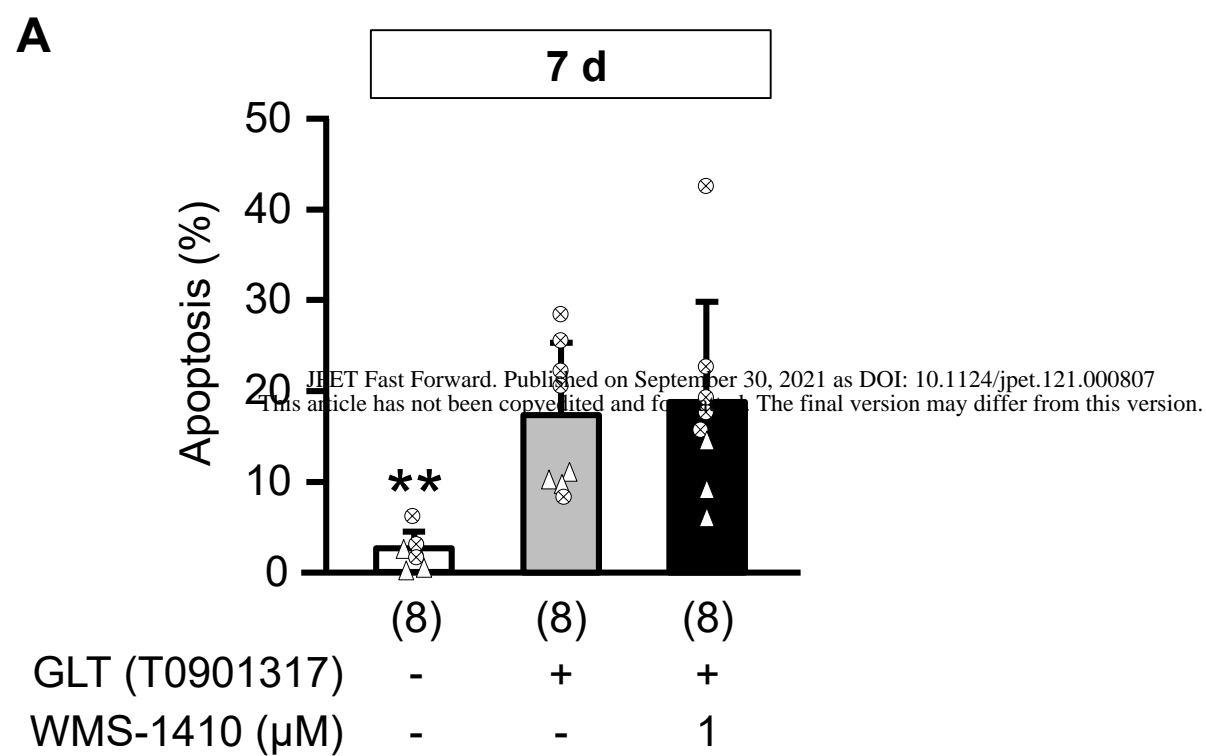 A
7 d
50
40
30
20
10
0
Apoptosis (%)
JPET Fast Forward. Published on September 30, 2021 as DOI: 10.1124/jpet.121.000807
This article has not been copyedited and formatted. The final version may differ from this version.
**
(8) (8) (8)
GLT (T0901317) - + +
WMS-1410 (µM) - - 1